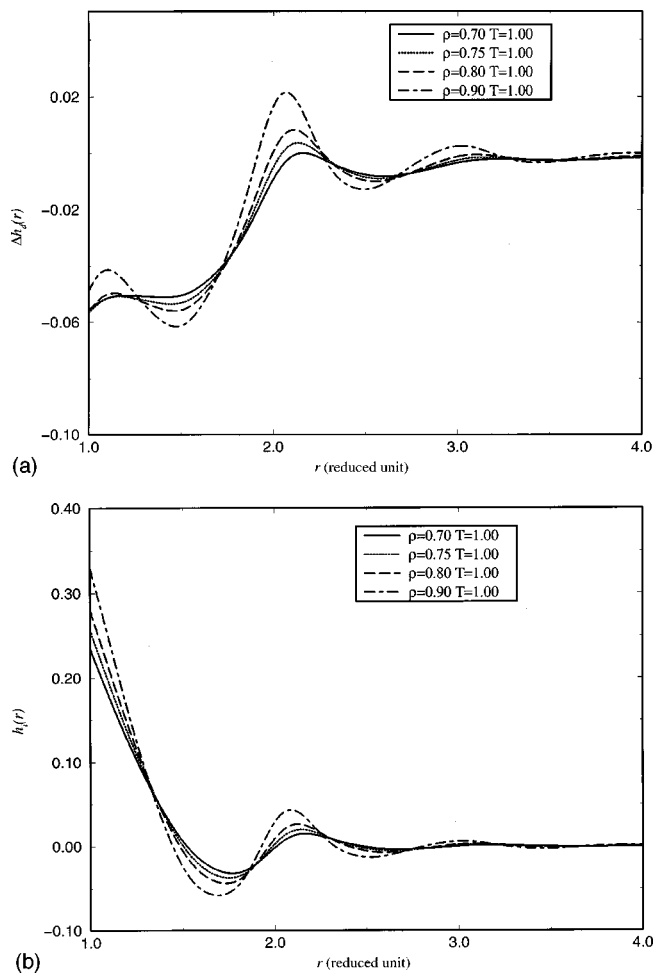 ρ=0.70 T=1.00
ρ=0.75 T=1.00
ρ=0.80 T=1.00
ρ=0.90 T=1.00
0.02
−0.02
−0.06
−0.10
Δh_d(r)
1.0 2.0 3.0 4.0
r (reduced unit)
(a)
ρ=0.70 T=1.00
ρ=0.75 T=1.00
ρ=0.80 T=1.00
ρ=0.90 T=1.00
0.40
0.30
0.20
0.10
0.00
−0.10
h_s(r)
1.0 2.0 3.0 4.0
r (reduced unit)
(b)